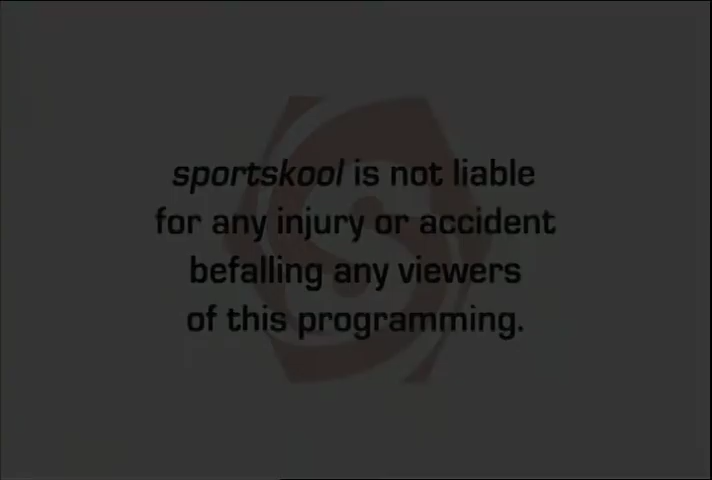 sportskool is not liable
for any injury or accident
befalling any viewers
of this programming.